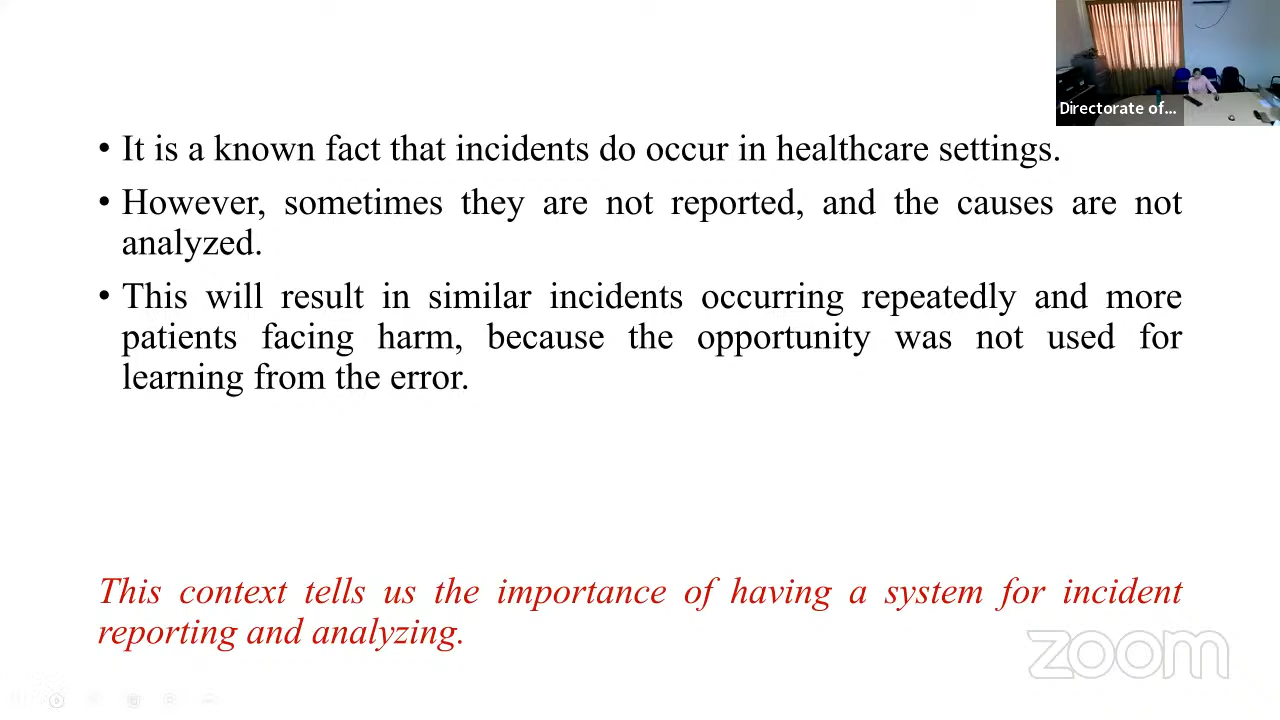 Directorate of...
• It is a known fact that incidents do occur in healthcare settings.
• However, sometimes they are not reported, and the causes are not
analyzed.
• This will result in similar incidents occurring repeatedly and more
patients facing harm, because the opportunity was not used for
learning from the error.
This context tells us the importance of having a system for incident
reporting and analyzing.
zoom